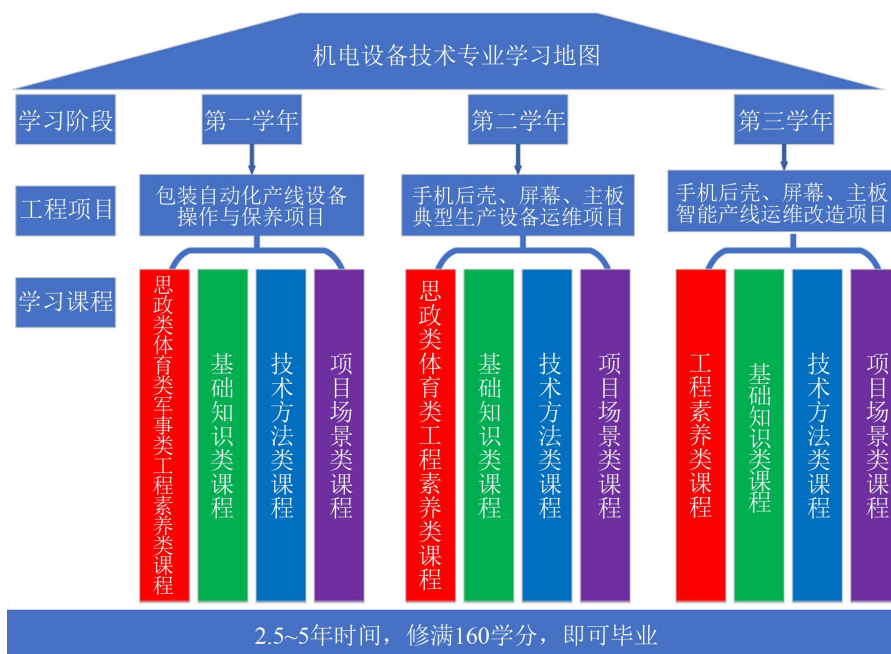 机电设备技术专业学习地图
学习阶段
第一学年
第二学年
第三学年
工程项目
包装自动化产线设备
操作与保养项目
手机后壳、屏幕、主板
典型生产设备运维项目
手机后壳、屏幕、主板
智能产线运维改造项目
学习课程
思政类体育类军事类工程素养类课程
基础知识类课程
技术方法类课程
项目场景类课程
思政类体育类工程素养类课程
基础知识类课程
技术方法类课程
项目场景类课程
工程素养类课程
基础知识类课程
技术方法类课程
项目场景类课程
2.5~5年时间，修满160学分，即可毕业